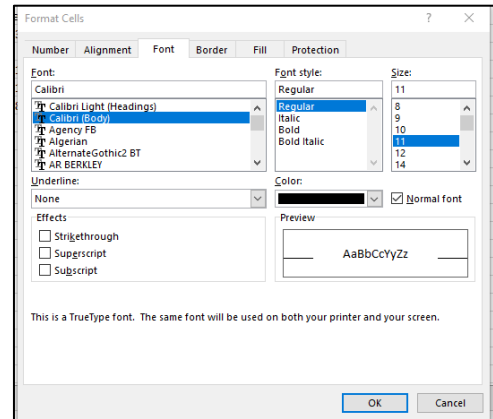 Format Cells ? ×
Number Alignment Font Border Fill Protection
Font: Font style: Size:
Calibri Regular 11
Calibri Light (Headings) Regular 8
Calibri (Body) Italic 9
Agency FB Bold 10
Algerian Bold Italic 11
AlternateGothic2 BT 12
AR BERKLEY 14
Underline: Color:
None Normal font
Effects Preview
Strikethrough
Superscript AaBbCcYyZz
Subscript
This is a TrueType font. The same font will be used on both your printer and your screen.
OK Cancel